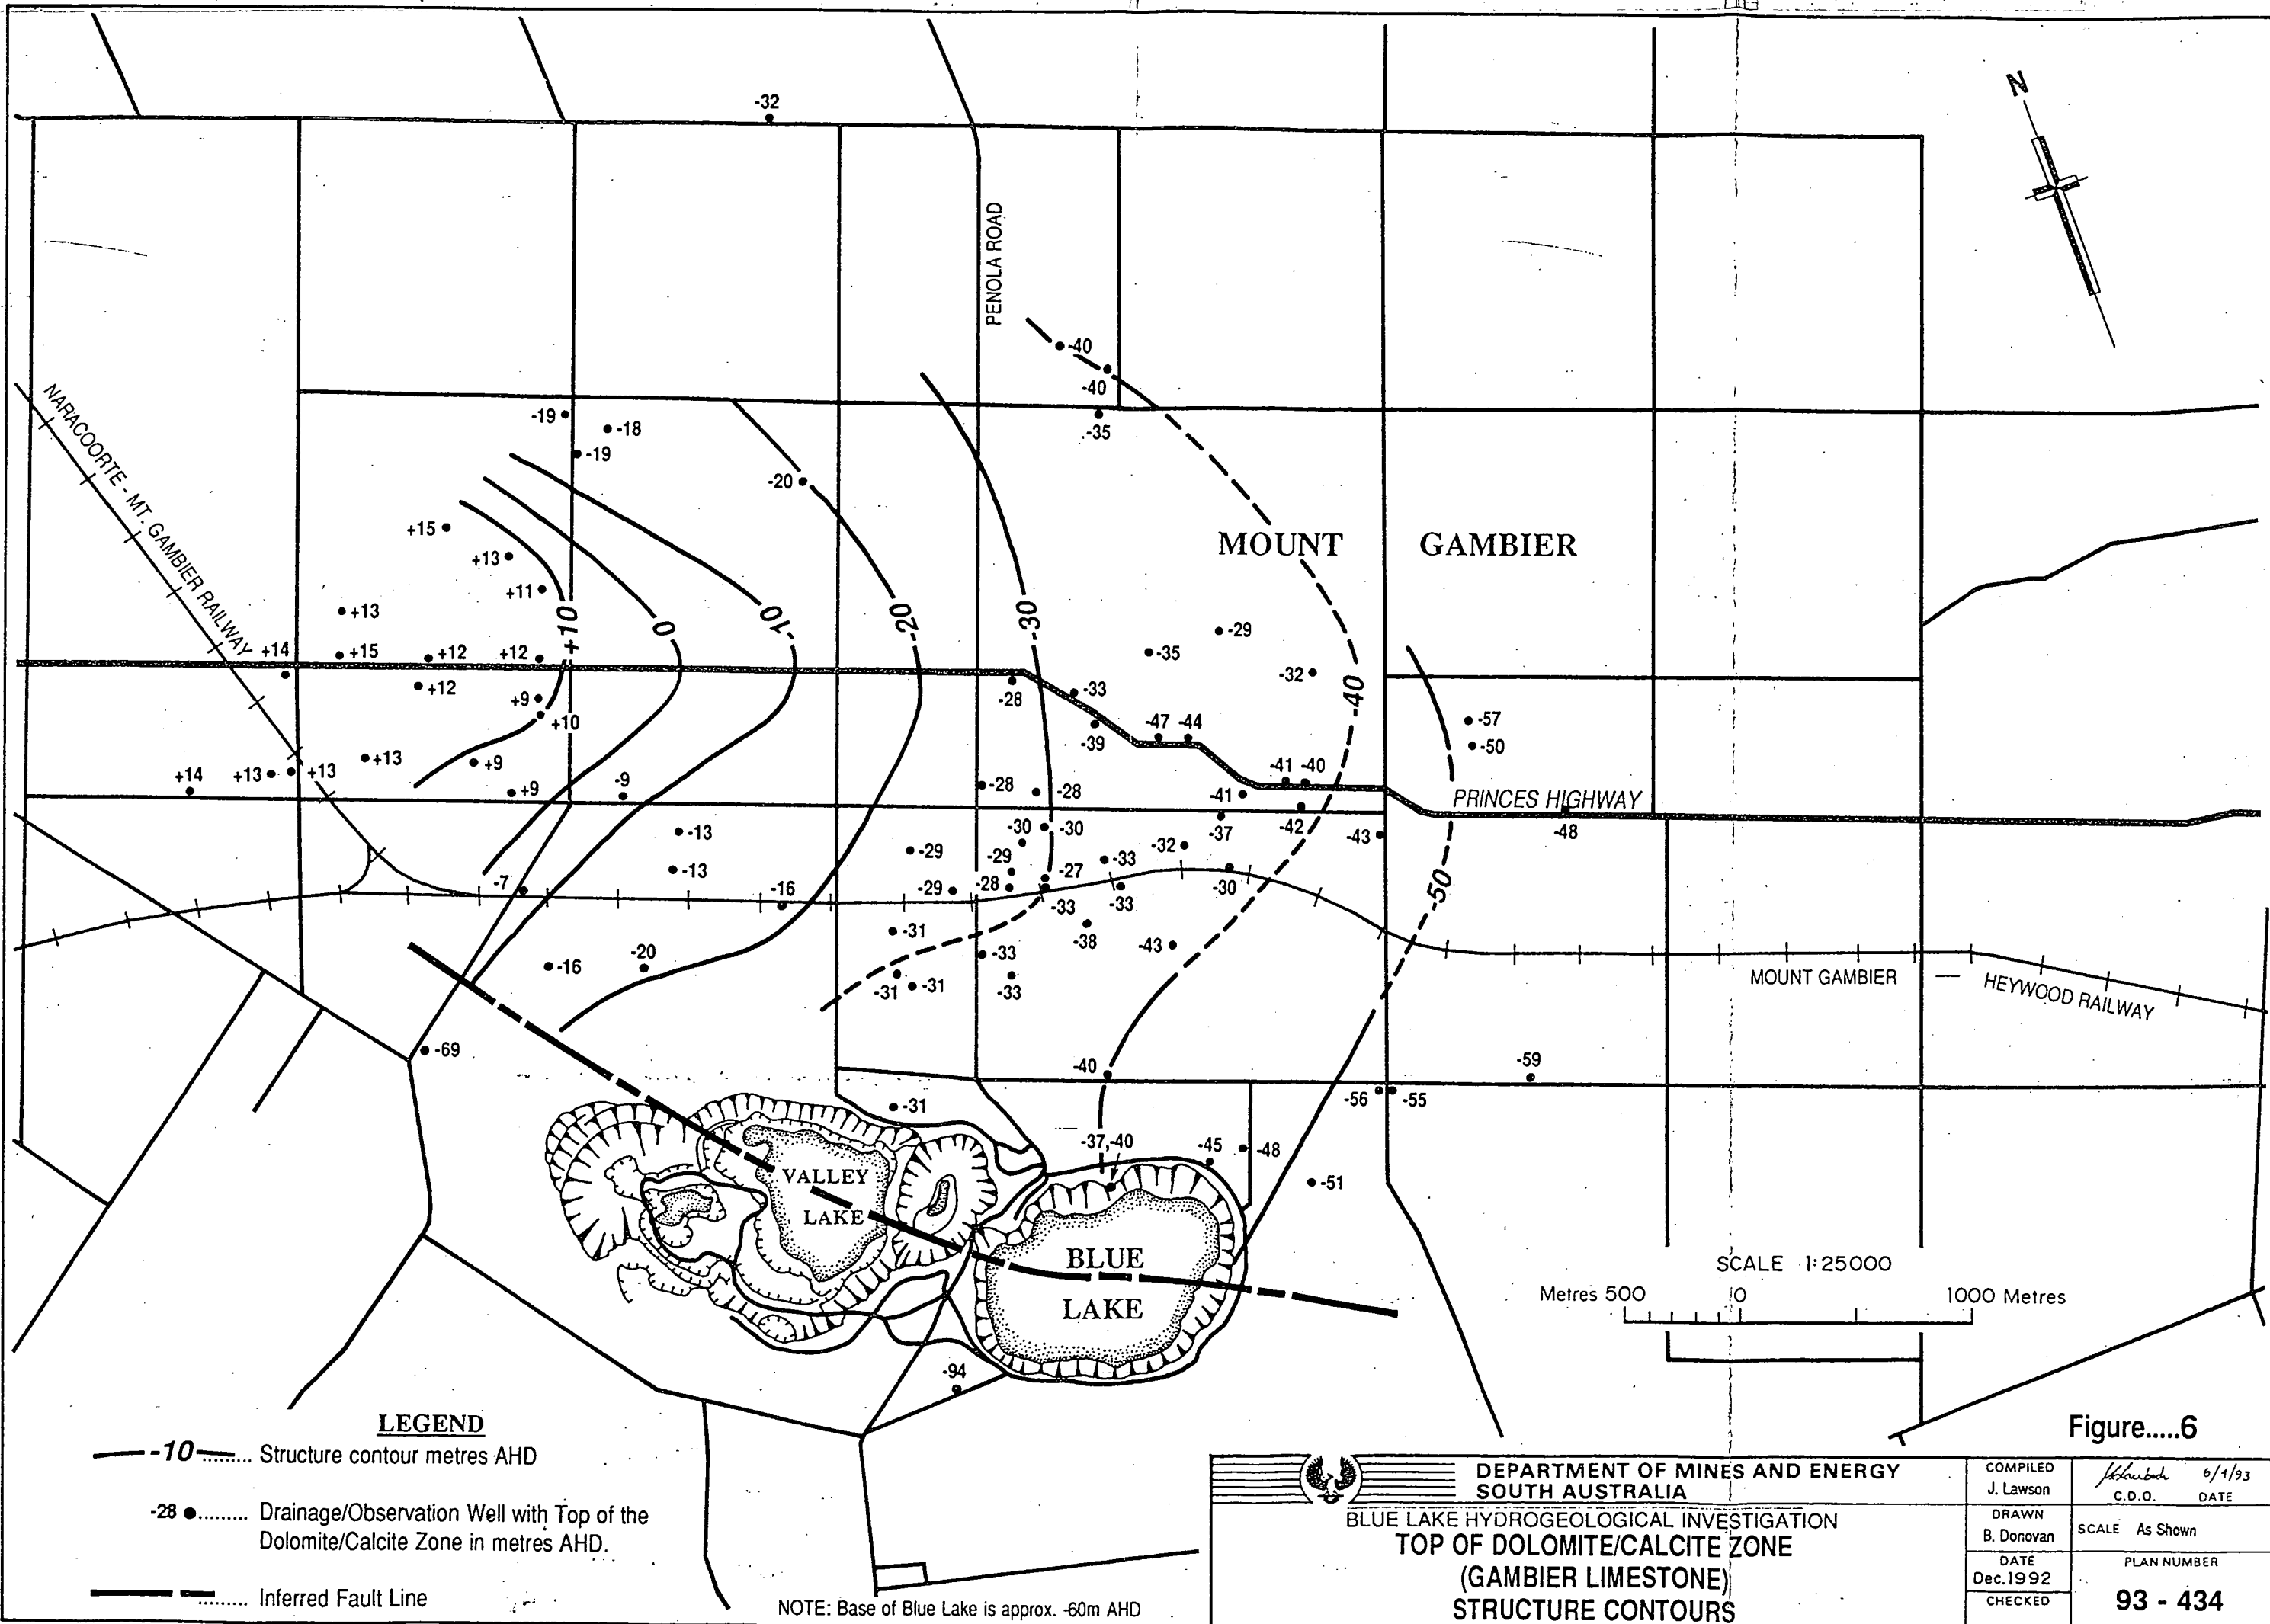 N
-32
PENOLA ROAD
-40
-40
-35
-19
-18
-19
-20
NARACOORTE - MT. GAMBIER RAILWAY
+15
+13
+11
+10
0
-10
-20
-30
MOUNT GAMBIER
+13
-29
-35
-32
-40
+14
+15
+12
+12
+12
+9
+10
-28
-33
-39
-47 -44
-57
-50
+14
+13
+13
+13
+9
+9
-9
-28
-28
-41 -40
-41
-42
-37
PRINCES HIGHWAY
-43
-48
-13
-13
-30
-30
-29
-29
-32
-33
-27
-28
-29
-30
-7
-16
-33
-33
-50
-31
-38
-43
-16
-20
-33
-31
-31
-33
MOUNT GAMBIER — HEYWOOD RAILWAY
-69
-40
-59
-31
-56
-55
-37,-40
-45
-48
-51
VALLEY
LAKE
BLUE
LAKE
SCALE 1:25000
Metres 500 0 1000 Metres
-94
Figure.....6
LEGEND
-10 ......... Structure contour metres AHD
-28 ......... Drainage/Observation Well with Top of the
Dolomite/Calcite Zone in metres AHD.
......... Inferred Fault Line
NOTE: Base of Blue Lake is approx. -60m AHD
DEPARTMENT OF MINES AND ENERGY
SOUTH AUSTRALIA
BLUE LAKE HYDROGEOLOGICAL INVESTIGATION
TOP OF DOLOMITE/CALCITE ZONE
(GAMBIER LIMESTONE)
STRUCTURE CONTOURS
COMPILED
J. Lawson
6/1/93
C.D.O. DATE
DRAWN
B. Donovan
SCALE As Shown
DATE
Dec.1992
PLAN NUMBER
93 - 434
CHECKED